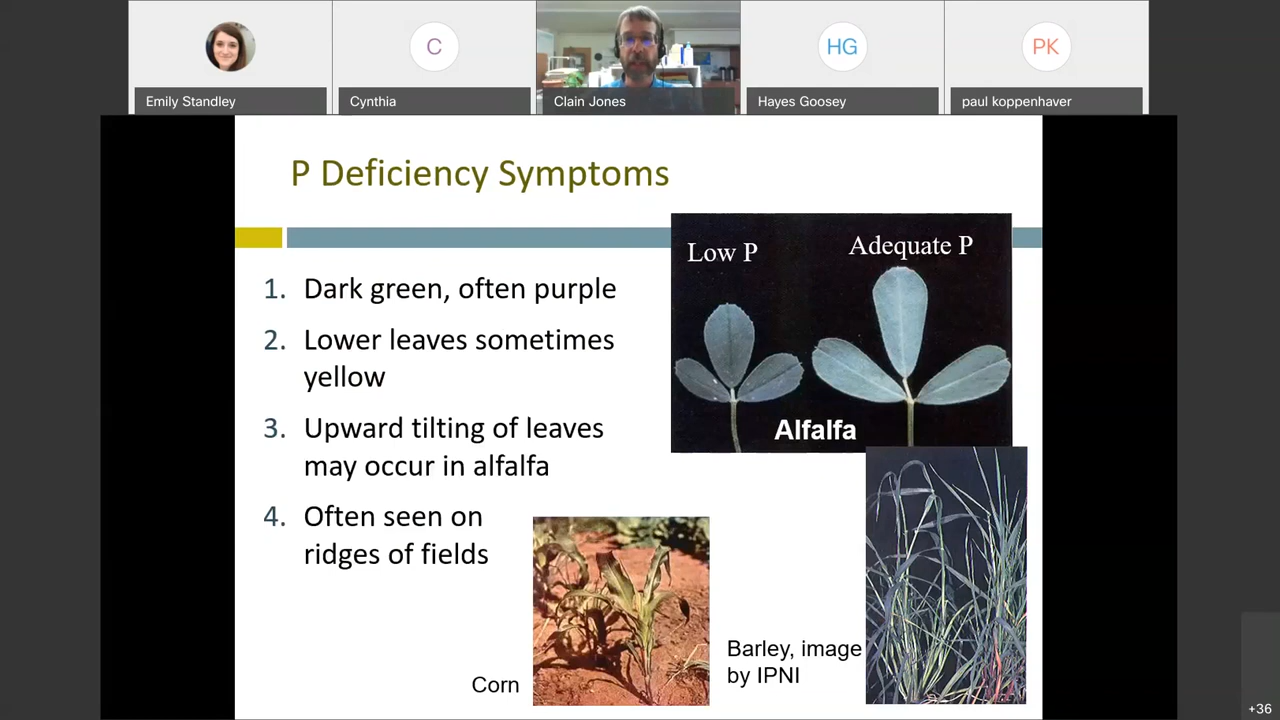 Emily Standley
C
Cynthia
Clain Jones
HG
Hayes Goosey
PK
paul koppenhaver
P Deficiency Symptoms
Low P
Adequate P
Alfalfa
1. Dark green, often purple
2. Lower leaves sometimes
yellow
3. Upward tilting of leaves
may occur in alfalfa
4. Often seen on
ridges of fields
Corn
Barley, image
by IPNI
+36